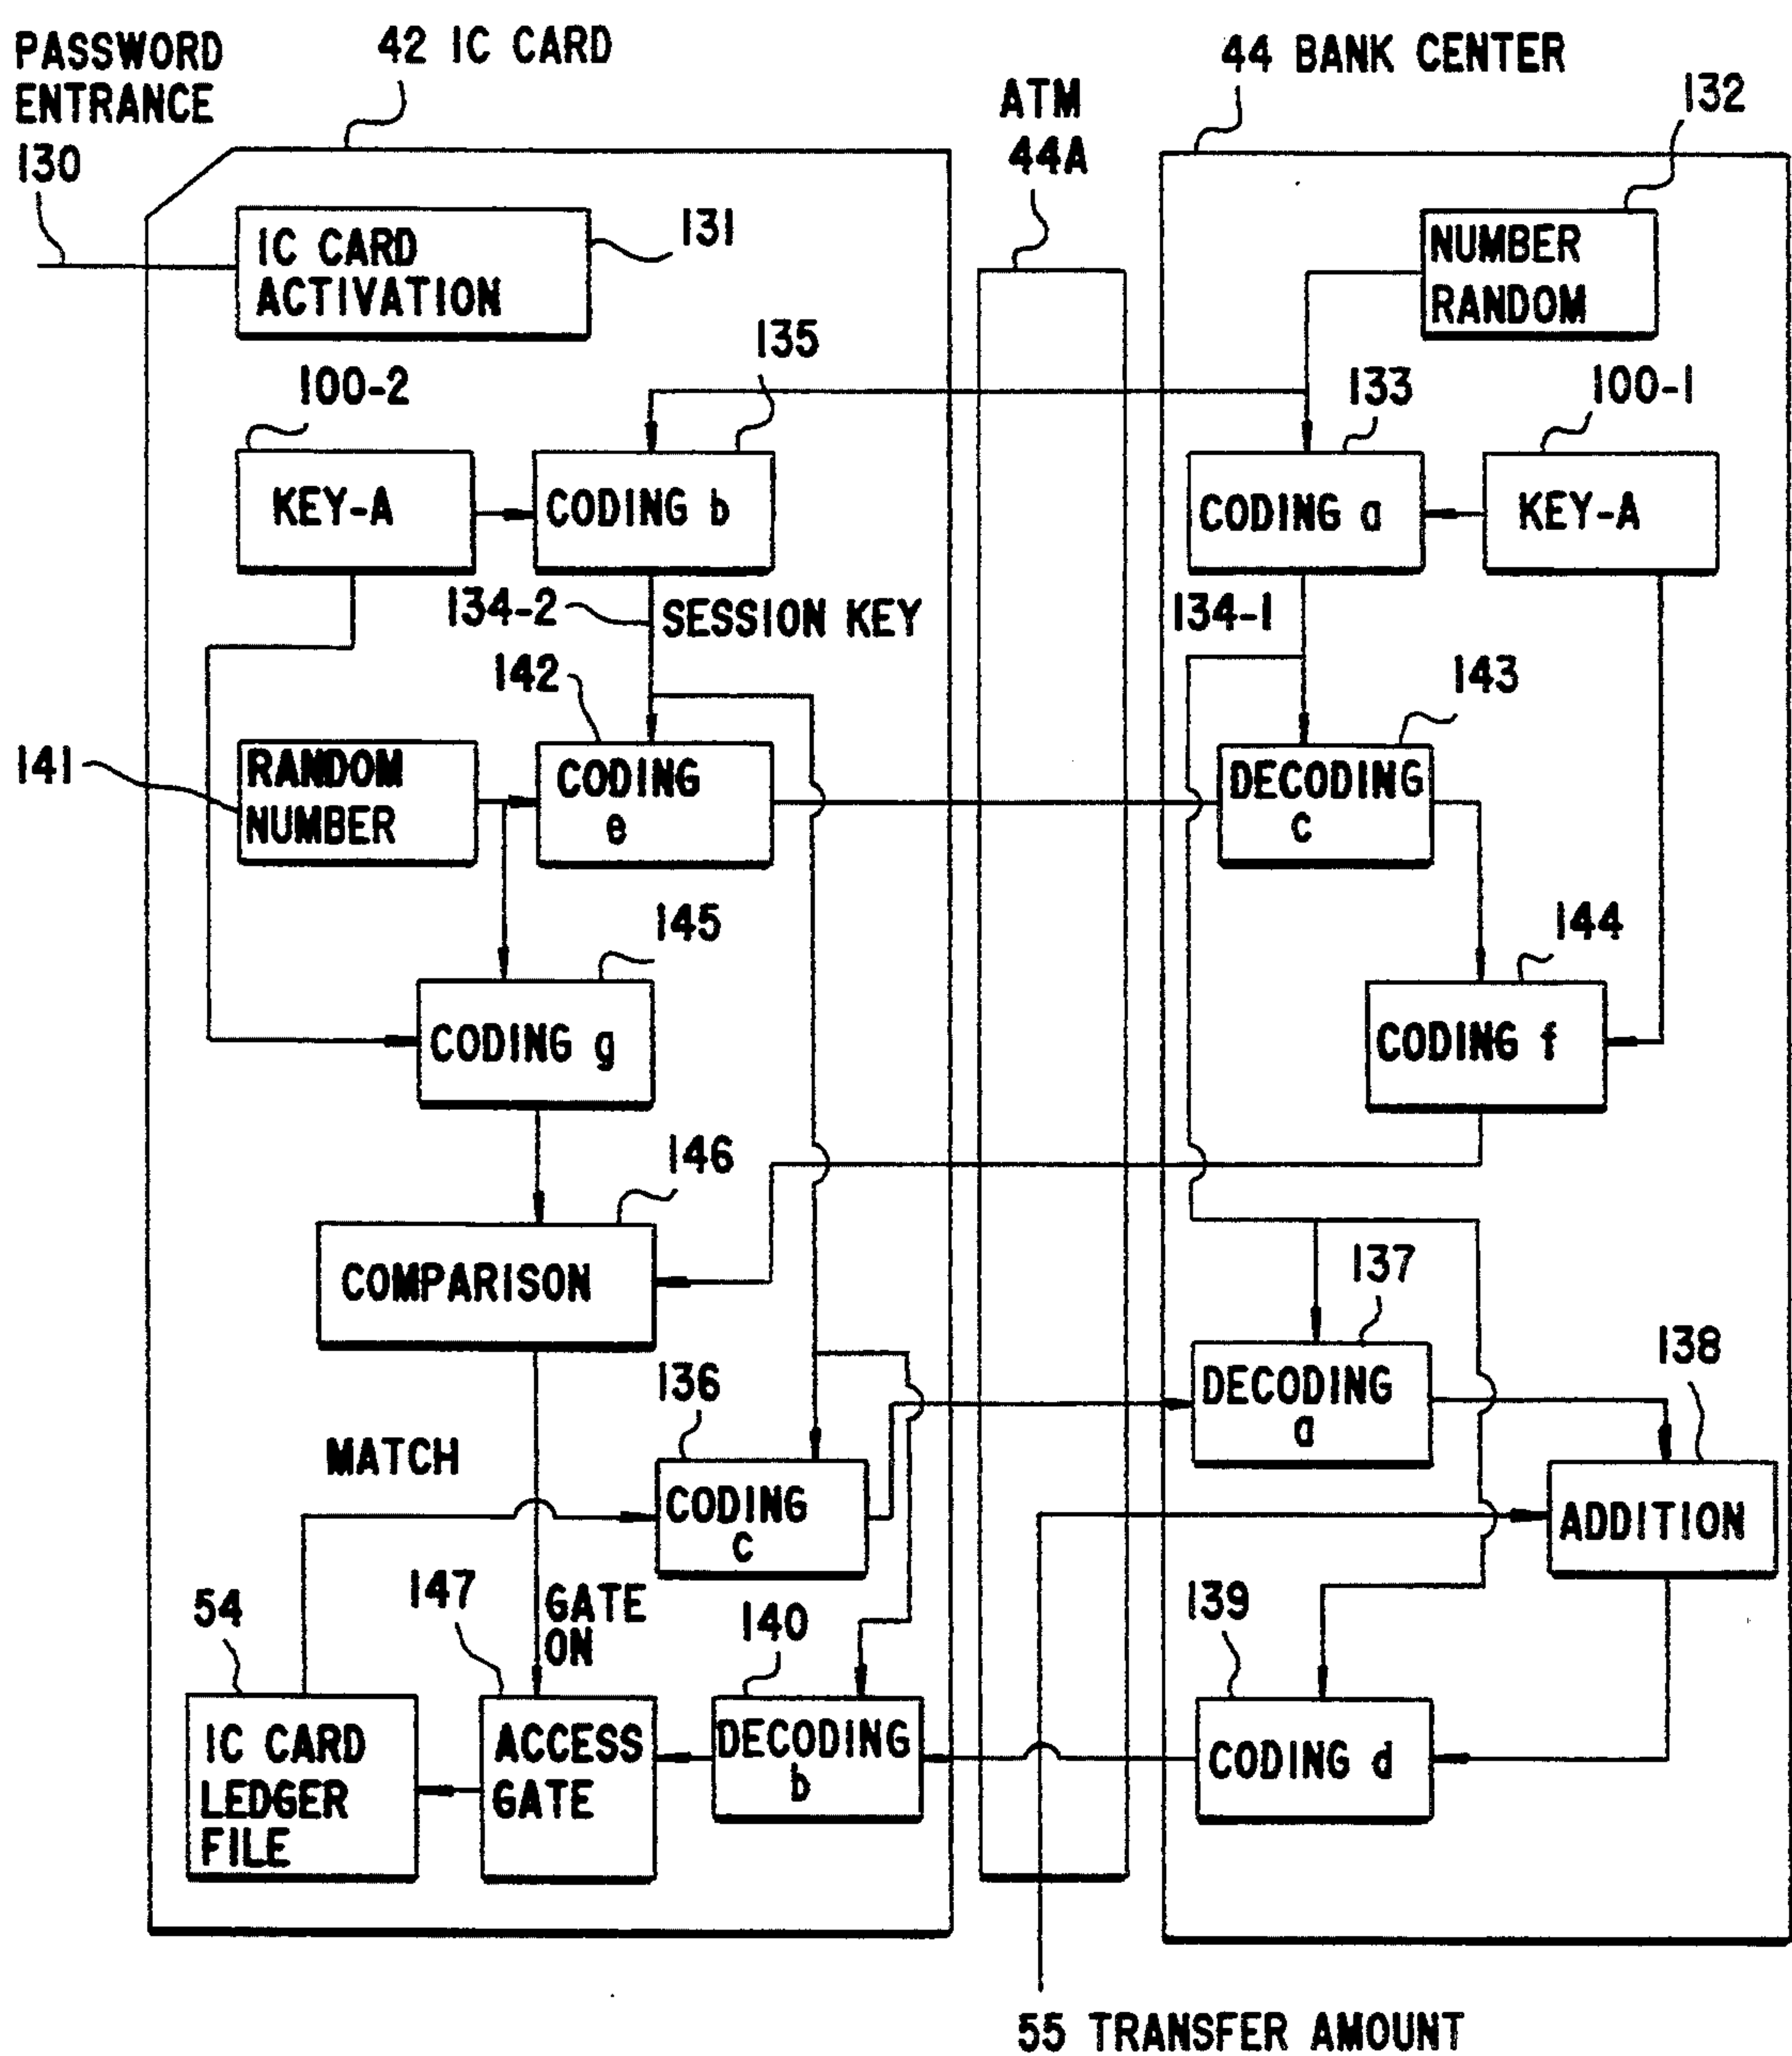 PASSWORD
ENTRANCE
130
42 IC CARD
ATM
44A
44 BANK CENTER
132
IC CARD
ACTIVATION
131
NUMBER
RANDOM
100-2
135
133
100-1
KEY-A
CODING b
CODING a
KEY-A
134-2
SESSION KEY
134-1
142
143
141
RANDOM
NUMBER
CODING
e
DECODING
c
145
144
CODING g
CODING f
146
COMPARISON
137
138
136
DECODING
a
MATCH
CODING
c
ADDITION
54
147
GATE
ON
140
139
IC CARD
LEDGER
FILE
ACCESS
GATE
DECODING
b
CODING d
55 TRANSFER AMOUNT